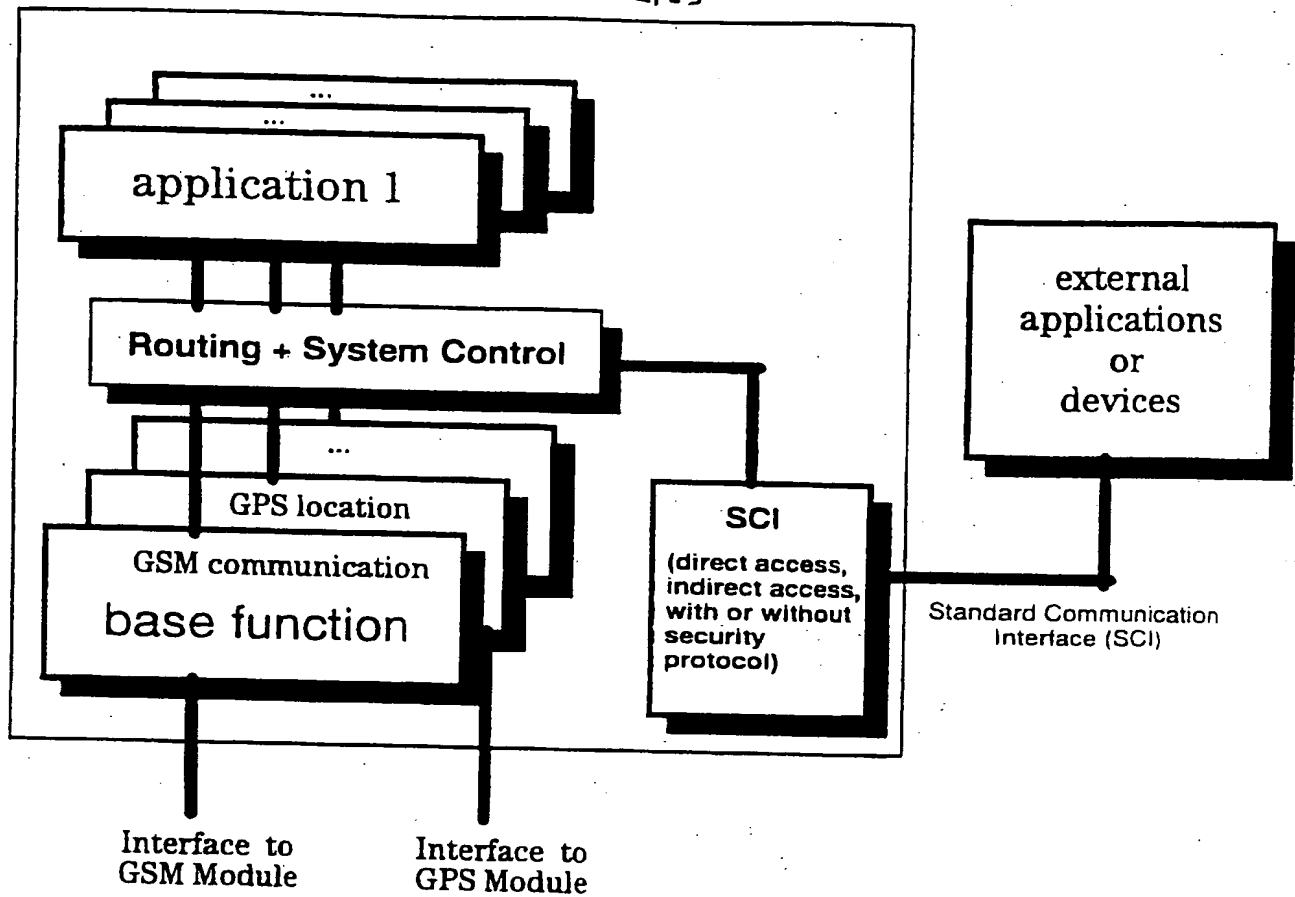 ...
...
application 1
Routing + System Control
...
GPS location
GSM communication
base function
SCI
(direct access,
indirect access,
with or without
security
protocol)
external
applications
or
devices
Standard Communication
Interface (SCI)
Interface to
GSM Module
Interface to
GPS Module